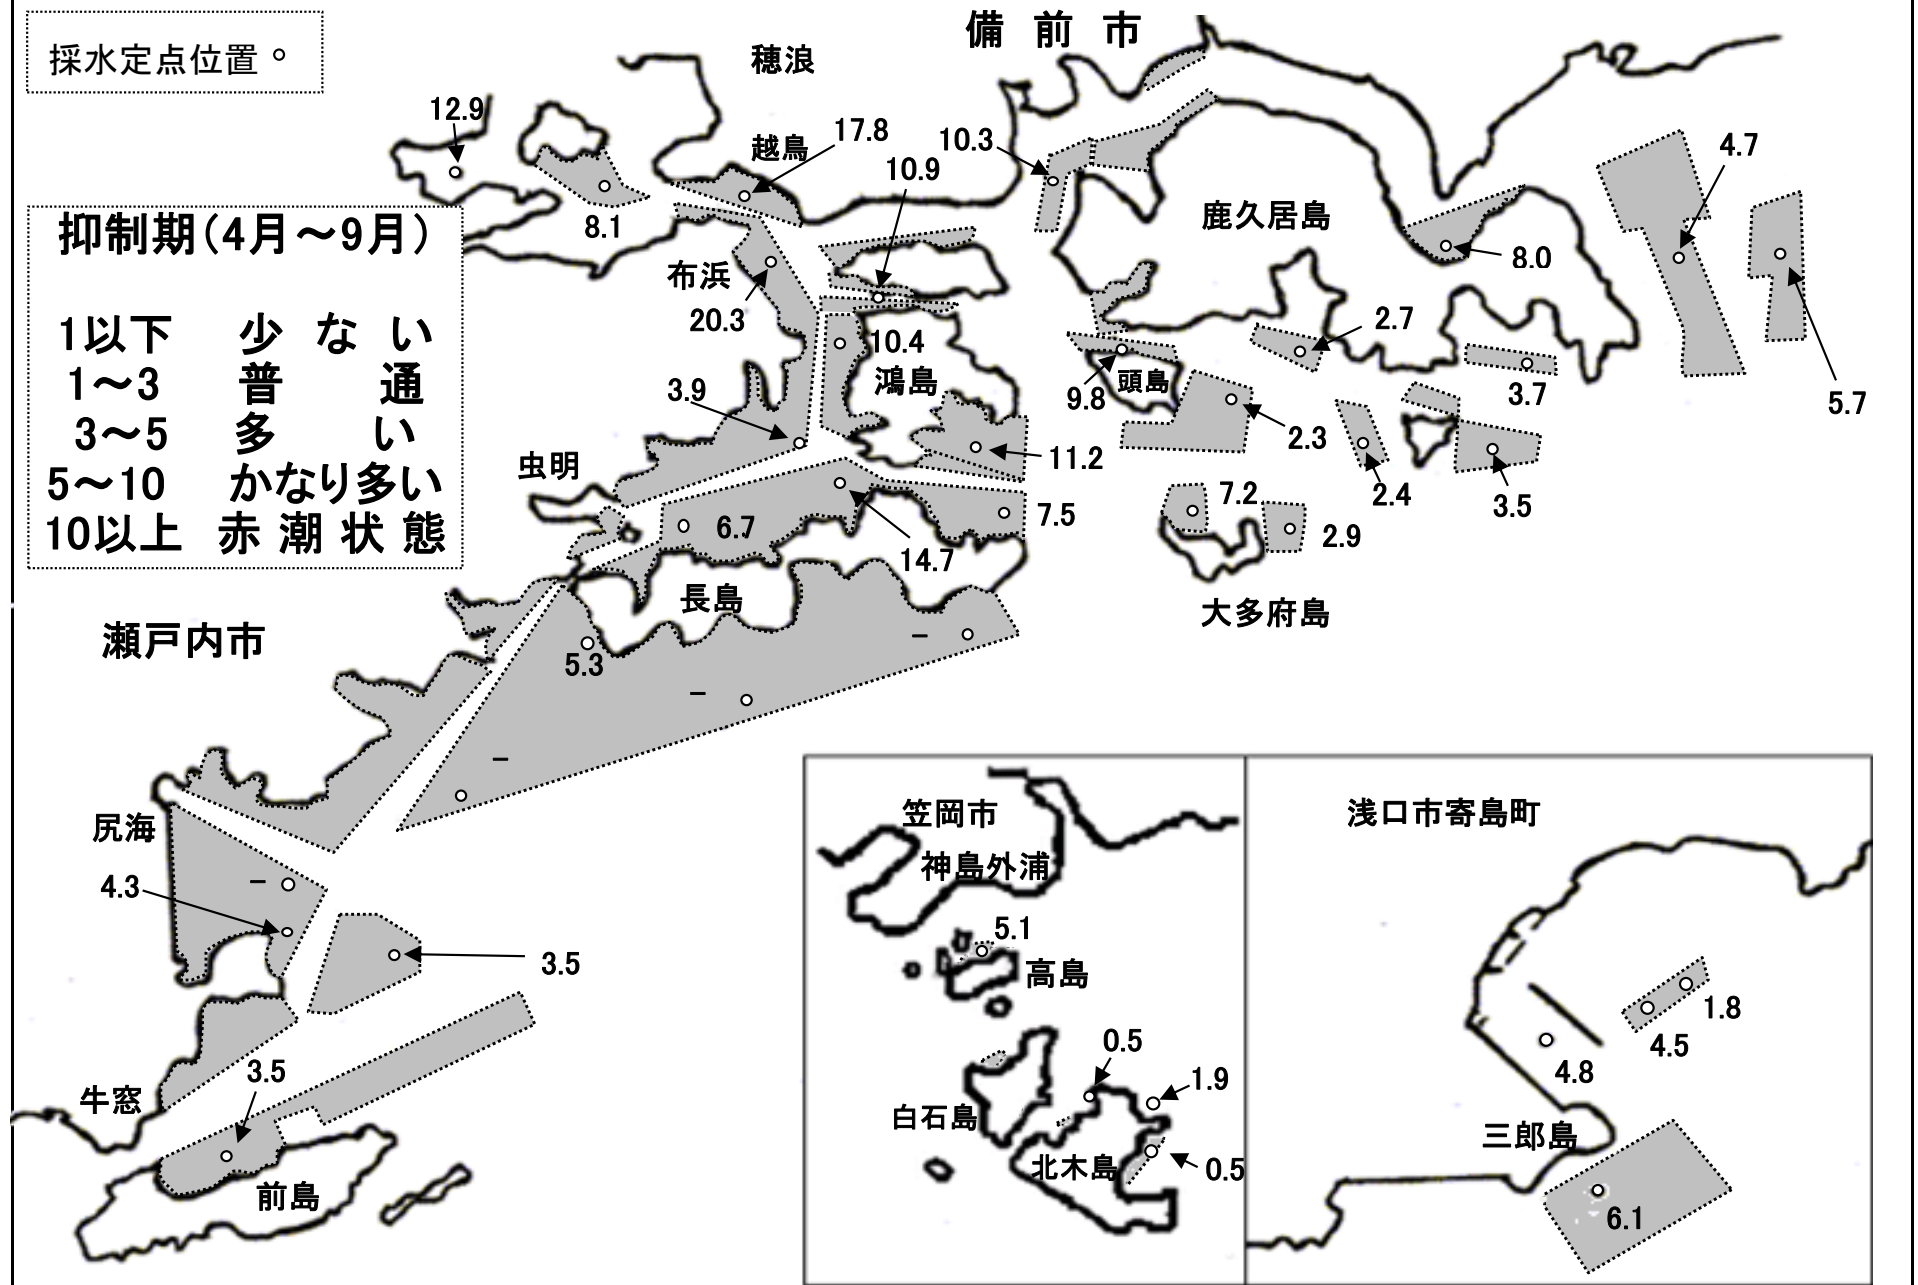 採水定点位置○
備前市
穂浪
12.9
越鳥
17.8
10.3
10.9
4.7
8.1
鹿久居島
8.0
布浜
20.3
2.7
10.4
鴻島
頭島
9.8
3.9
3.7
5.7
2.3
11.2
虫明
2.4
3.5
7.2
7.5
6.7
2.9
14.7
長島
大多府島
抑制期(4月～9月)
1以下 少ない
1～3 普通
3～5 多い
5～10 かなり多い
10以上 赤潮状態
瀬戸内市
5.3
－
－
－
尻海
－
4.3
3.5
3.5
牛窓
前島
笠岡市
神島外浦
5.1
高島
0.5
1.9
白石島
北木島
0.5
浅口市寄島町
1.8
4.5
4.8
三郎島
6.1